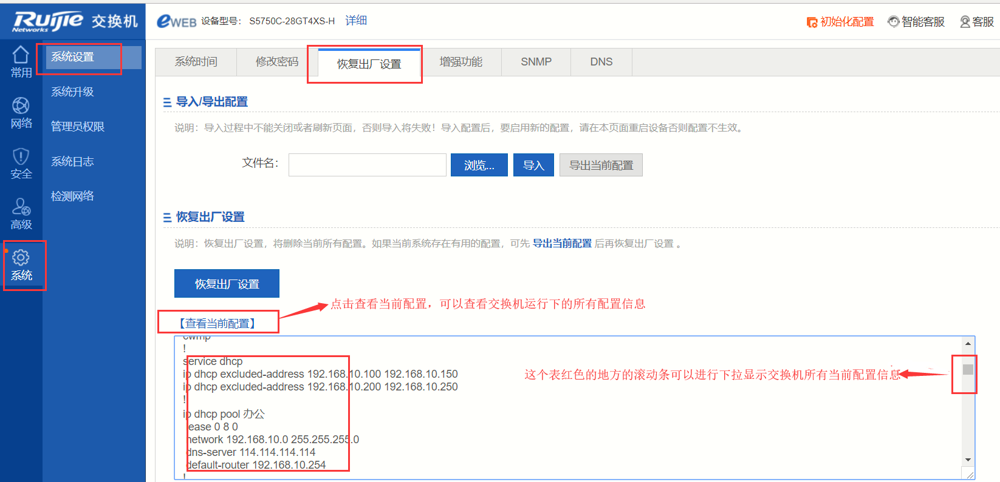 Ruijie Networks 交换机
eWEB 设备型号: S5750C-28GT4XS-H 详细
初始化配置 智能客服 客服
常用
网络
安全
高级
系统
系统设置
系统升级
管理员权限
系统日志
检测网络
系统时间 修改密码 恢复出厂设置 增强功能 SNMP DNS
导入/导出配置
说明：导入过程中不能关闭或者刷新页面，否则导入将失败！导入配置后，要启用新的配置，请在本页面重启设备否则配置不生效。
文件名： 浏览... 导入 导出当前配置
恢复出厂设置
说明：恢复出厂设置，将删除当前所有配置。如果当前系统存在有用的配置，可先 导出当前配置 后再恢复出厂设置 。
恢复出厂设置
点击查看当前配置，可以查看交换机运行下的所有配置信息
【查看当前配置】
cwmp
!
service dhcp
ip dhcp excluded-address 192.168.10.100 192.168.10.150
ip dhcp excluded-address 192.168.10.200 192.168.10.250
!
ip dhcp pool 办公
lease 0 8 0
network 192.168.10.0 255.255.255.0
dns-server 114.114.114.114
default-router 192.168.10.254
!
这个表红色的地方的滚动条可以进行下拉显示交换机所有当前配置信息